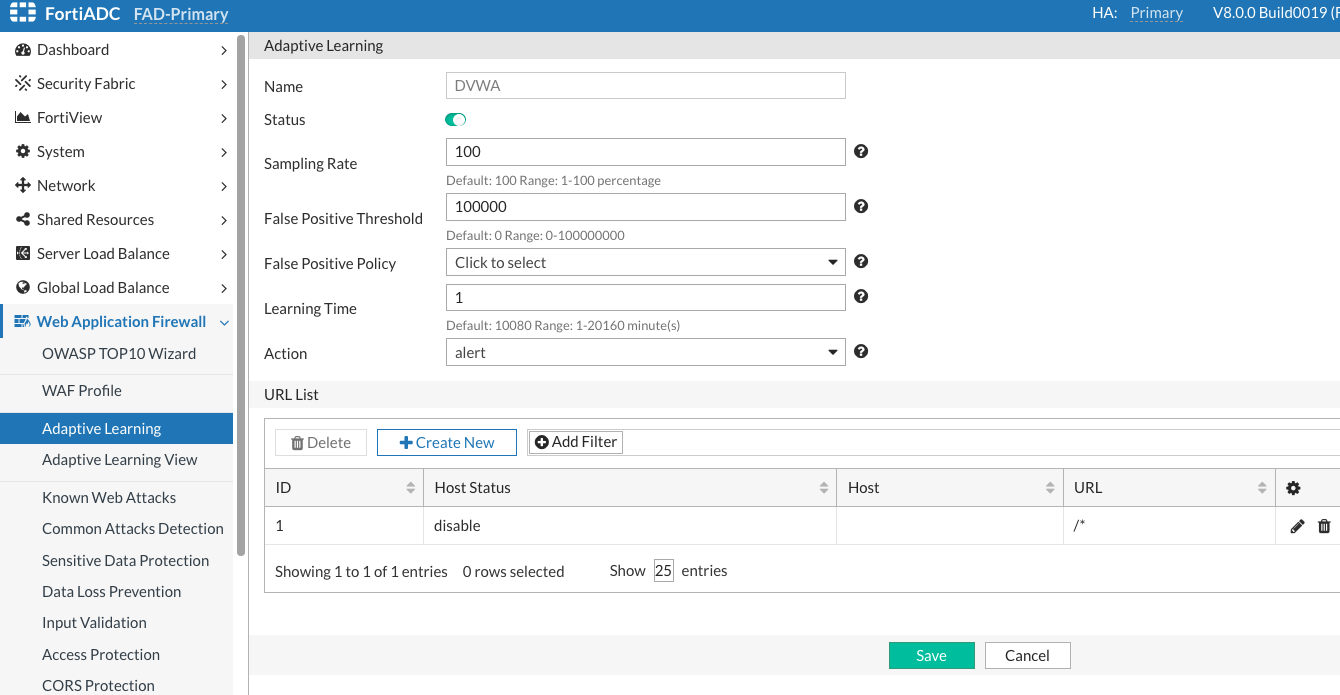 FortiADC FAD-Primary HA: Primary V8.0.0 Build0019
Dashboard
Security Fabric
FortiView
System
Network
Shared Resources
Server Load Balance
Global Load Balance
Web Application Firewall
OWASP TOP10 Wizard
WAF Profile
Adaptive Learning
Adaptive Learning View
Known Web Attacks
Common Attacks Detection
Sensitive Data Protection
Data Loss Prevention
Input Validation
Access Protection
CORS Protection
Adaptive Learning
Name DVWA
Status
Sampling Rate 100
Default: 100 Range: 1-100 percentage
False Positive Threshold 100000
Default: 0 Range: 0-100000000
False Positive Policy Click to select
Learning Time 1
Default: 10080 Range: 1-20160 minute(s)
Action alert
URL List
Delete Create New Add Filter
ID Host Status Host URL
1 disable /*
Showing 1 to 1 of 1 entries 0 rows selected Show 25 entries
Save Cancel